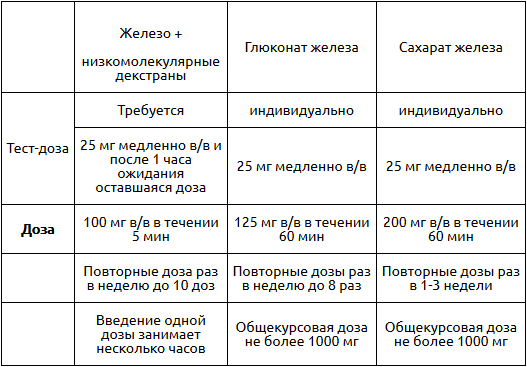 Железо +
низкомолекулярные
декстраны
Глюконат железа
Сахарат железа
Тест-доза
Требуется
индивидуально
индивидуально
25 мг медленно в/в и
после 1 часа
ожидания
оставшаяся доза
25 мг медленно в/в
25 мг медленно в/в
Доза
100 мг в/в в течении
5 мин
125 мг в/в в течении
60 мин
200 мг в/в в течении
60 мин
Повторные доза раз
в неделю до 10 доз
Повторные дозы раз
в неделю до 8 раз
Повторные дозы раз
в 1-3 недели
Введение одной
дозы занимает
несколько часов
Общекурсовая доза
не более 1000 мг
Общекурсовая доза
не более 1000 мг